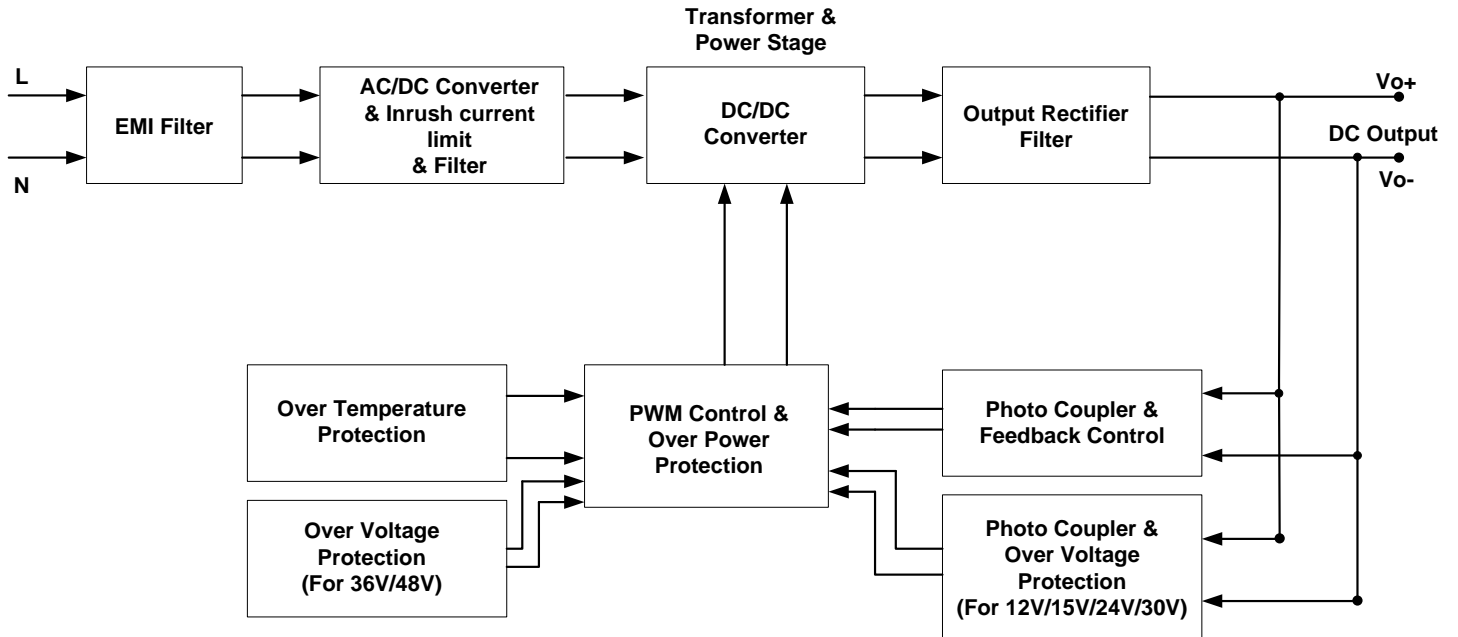 Transformer &
Power Stage
L
N
EMI Filter
AC/DC Converter
& Inrush current
limit
& Filter
DC/DC
Converter
Output Rectifier
Filter
Vo+
DC Output
Vo-
Over Temperature
Protection
PWM Control &
Over Power
Protection
Photo Coupler &
Feedback Control
Over Voltage
Protection
(For 36V/48V)
Photo Coupler &
Over Voltage
Protection
(For 12V/15V/24V/30V)